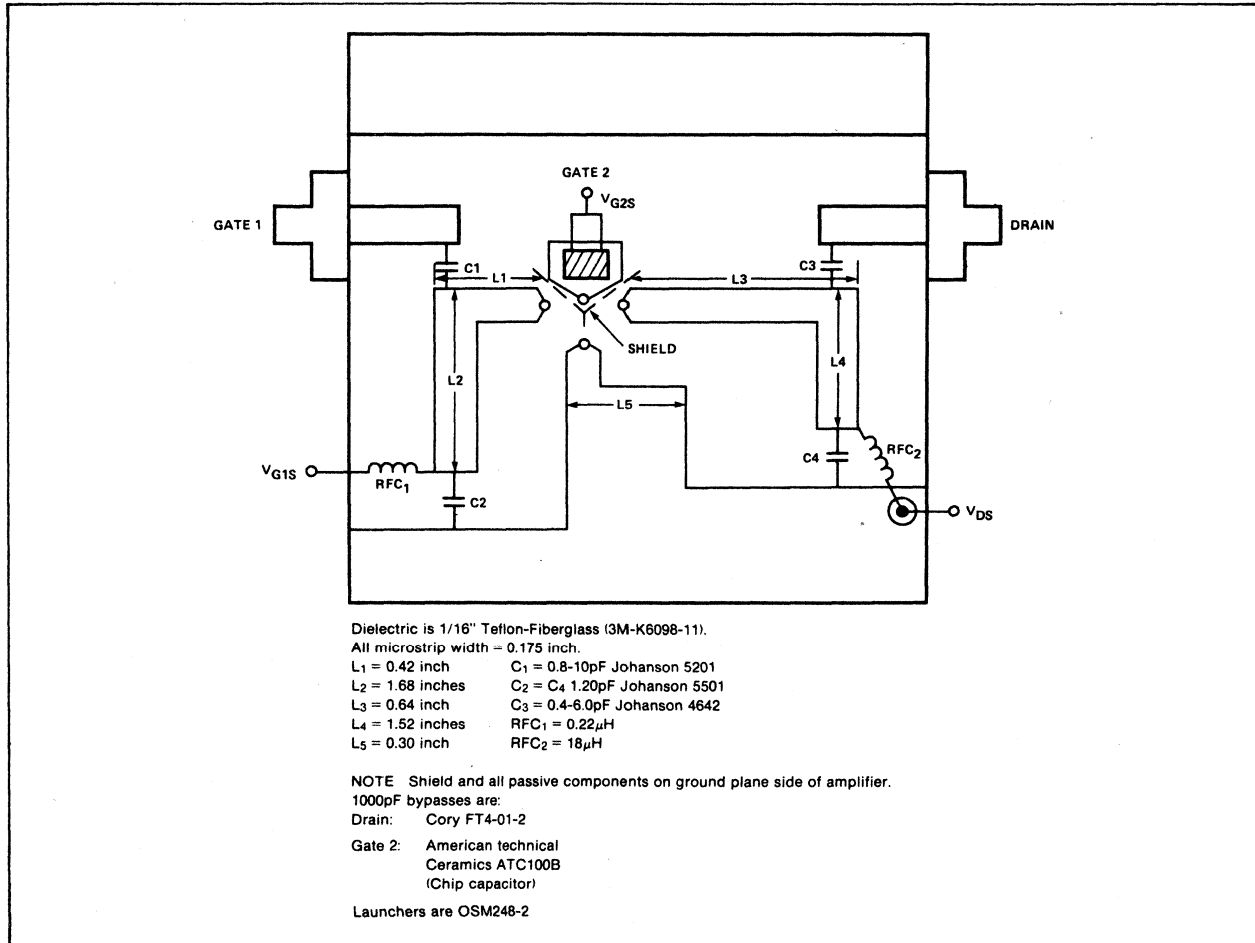 GATE 2
VG2S
GATE 1
DRAIN
C1
C3
L1
L3
SHIELD
L2
L4
L5
VG1S
RFC1
C2
C4
RFC2
VDS
Dielectric is 1/16" Teflon-Fiberglass (3M-K6098-11).
All microstrip width = 0.175 inch.
L1 = 0.42 inch C1 = 0.8-10pF Johanson 5201
L2 = 1.68 inches C2 = C4 1.20pF Johanson 5501
L3 = 0.64 inch C3 = 0.4-6.0pF Johanson 4642
L4 = 1.52 inches RFC1 = 0.22μH
L5 = 0.30 inch RFC2 = 18μH
NOTE Shield and all passive components on ground plane side of amplifier.
1000pF bypasses are:
Drain: Cory FT4-01-2
Gate 2: American technical
Ceramics ATC100B
(Chip capacitor)
Launchers are OSM248-2